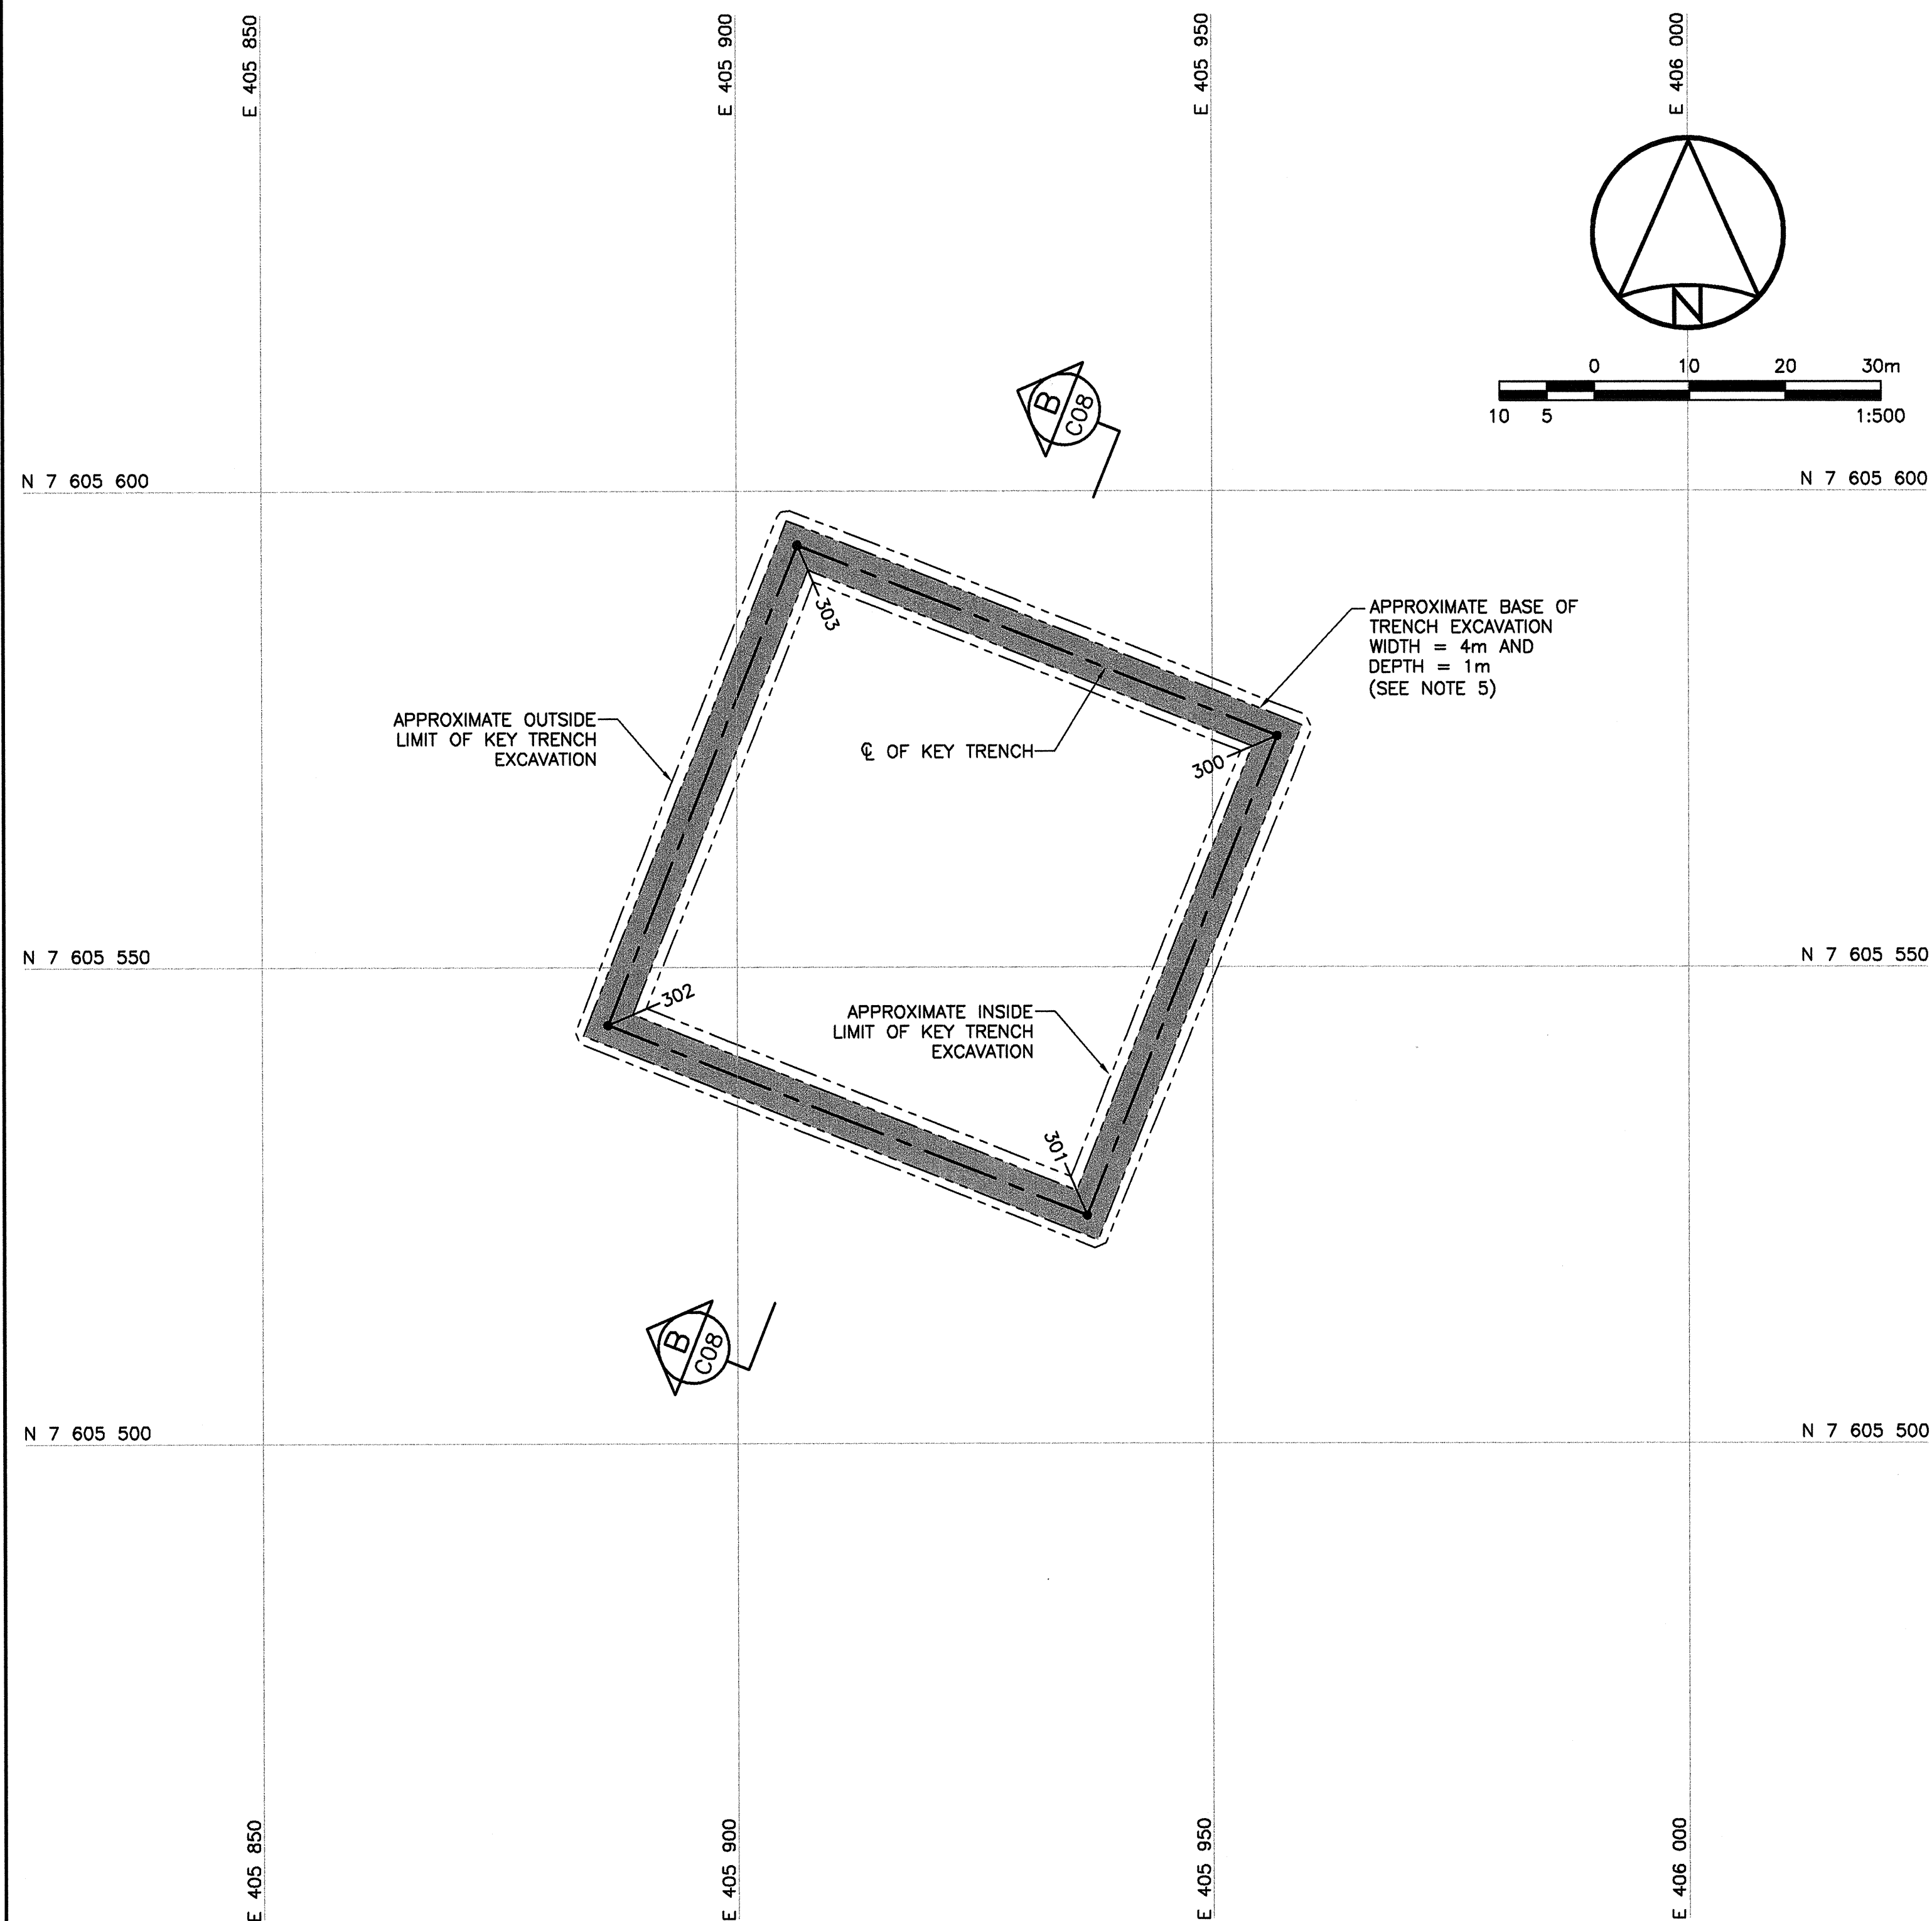 E 405 850
E 405 900
E 405 950
E 406 000
N
0 10 20 30m
10 5 1:500
B
C08
N 7 605 600
N 7 605 600
303
APPROXIMATE BASE OF
TRENCH EXCAVATION
WIDTH = 4m AND
DEPTH = 1m
(SEE NOTE 5)
APPROXIMATE OUTSIDE
LIMIT OF KEY TRENCH
EXCAVATION
℄ OF KEY TRENCH
300
N 7 605 550
N 7 605 550
302
APPROXIMATE INSIDE
LIMIT OF KEY TRENCH
EXCAVATION
301
B
C08
N 7 605 500
N 7 605 500
E 405 850
E 405 900
E 405 950
E 406 000